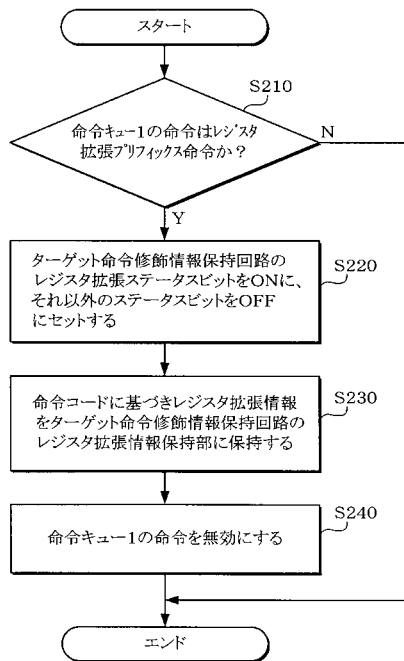 スタート
S210
命令キュー1の命令はレジスタ
拡張プリフィックス命令か？
N
Y
S220
ターゲット命令修飾情報保持回路の
レジスタ拡張ステータスビットをONに、
それ以外のステータスビットをOFF
にセットする
S230
命令コードに基づきレジスタ拡張情報
をターゲット命令修飾情報保持回路の
レジスタ拡張情報保持部に保持する
S240
命令キュー1の命令を無効にする
エンド